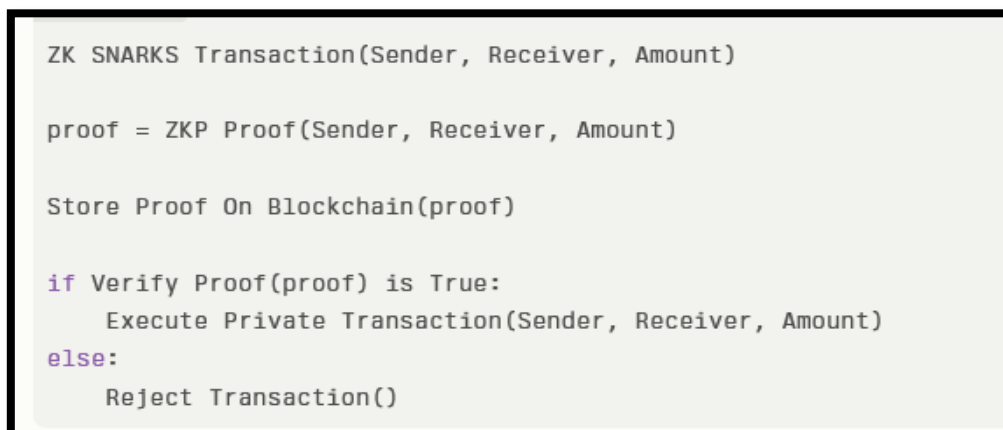 ZK SNARKS Transaction(Sender, Receiver, Amount)
proof = ZKP Proof(Sender, Receiver, Amount)
Store Proof On Blockchain(proof)
if Verify Proof(proof) is True:
    Execute Private Transaction(Sender, Receiver, Amount)
else:
    Reject Transaction()